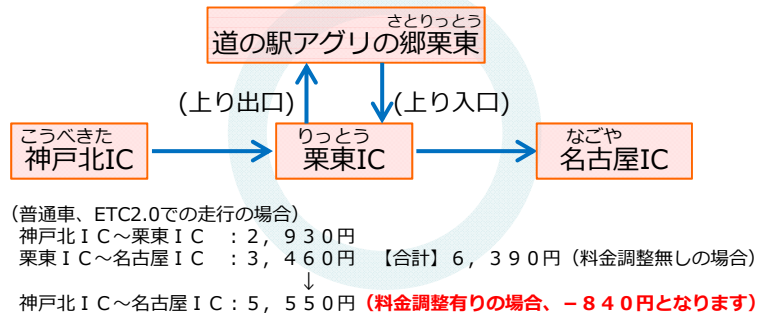 さとりっとう
道の駅アグリの郷栗東
(上り出口)
(上り入口)
こうべきた
神戸北IC
りっとう
栗東IC
なごや
名古屋IC
(普通車、ETC2.0での走行の場合)
神戸北ＩＣ～栗東ＩＣ ：２，９３０円
栗東ＩＣ～名古屋ＩＣ ：３，４６０円 【合計】６，３９０円（料金調整無しの場合）
↓
神戸北ＩＣ～名古屋ＩＣ：５，５５０円（料金調整有りの場合、－８４０円となります）